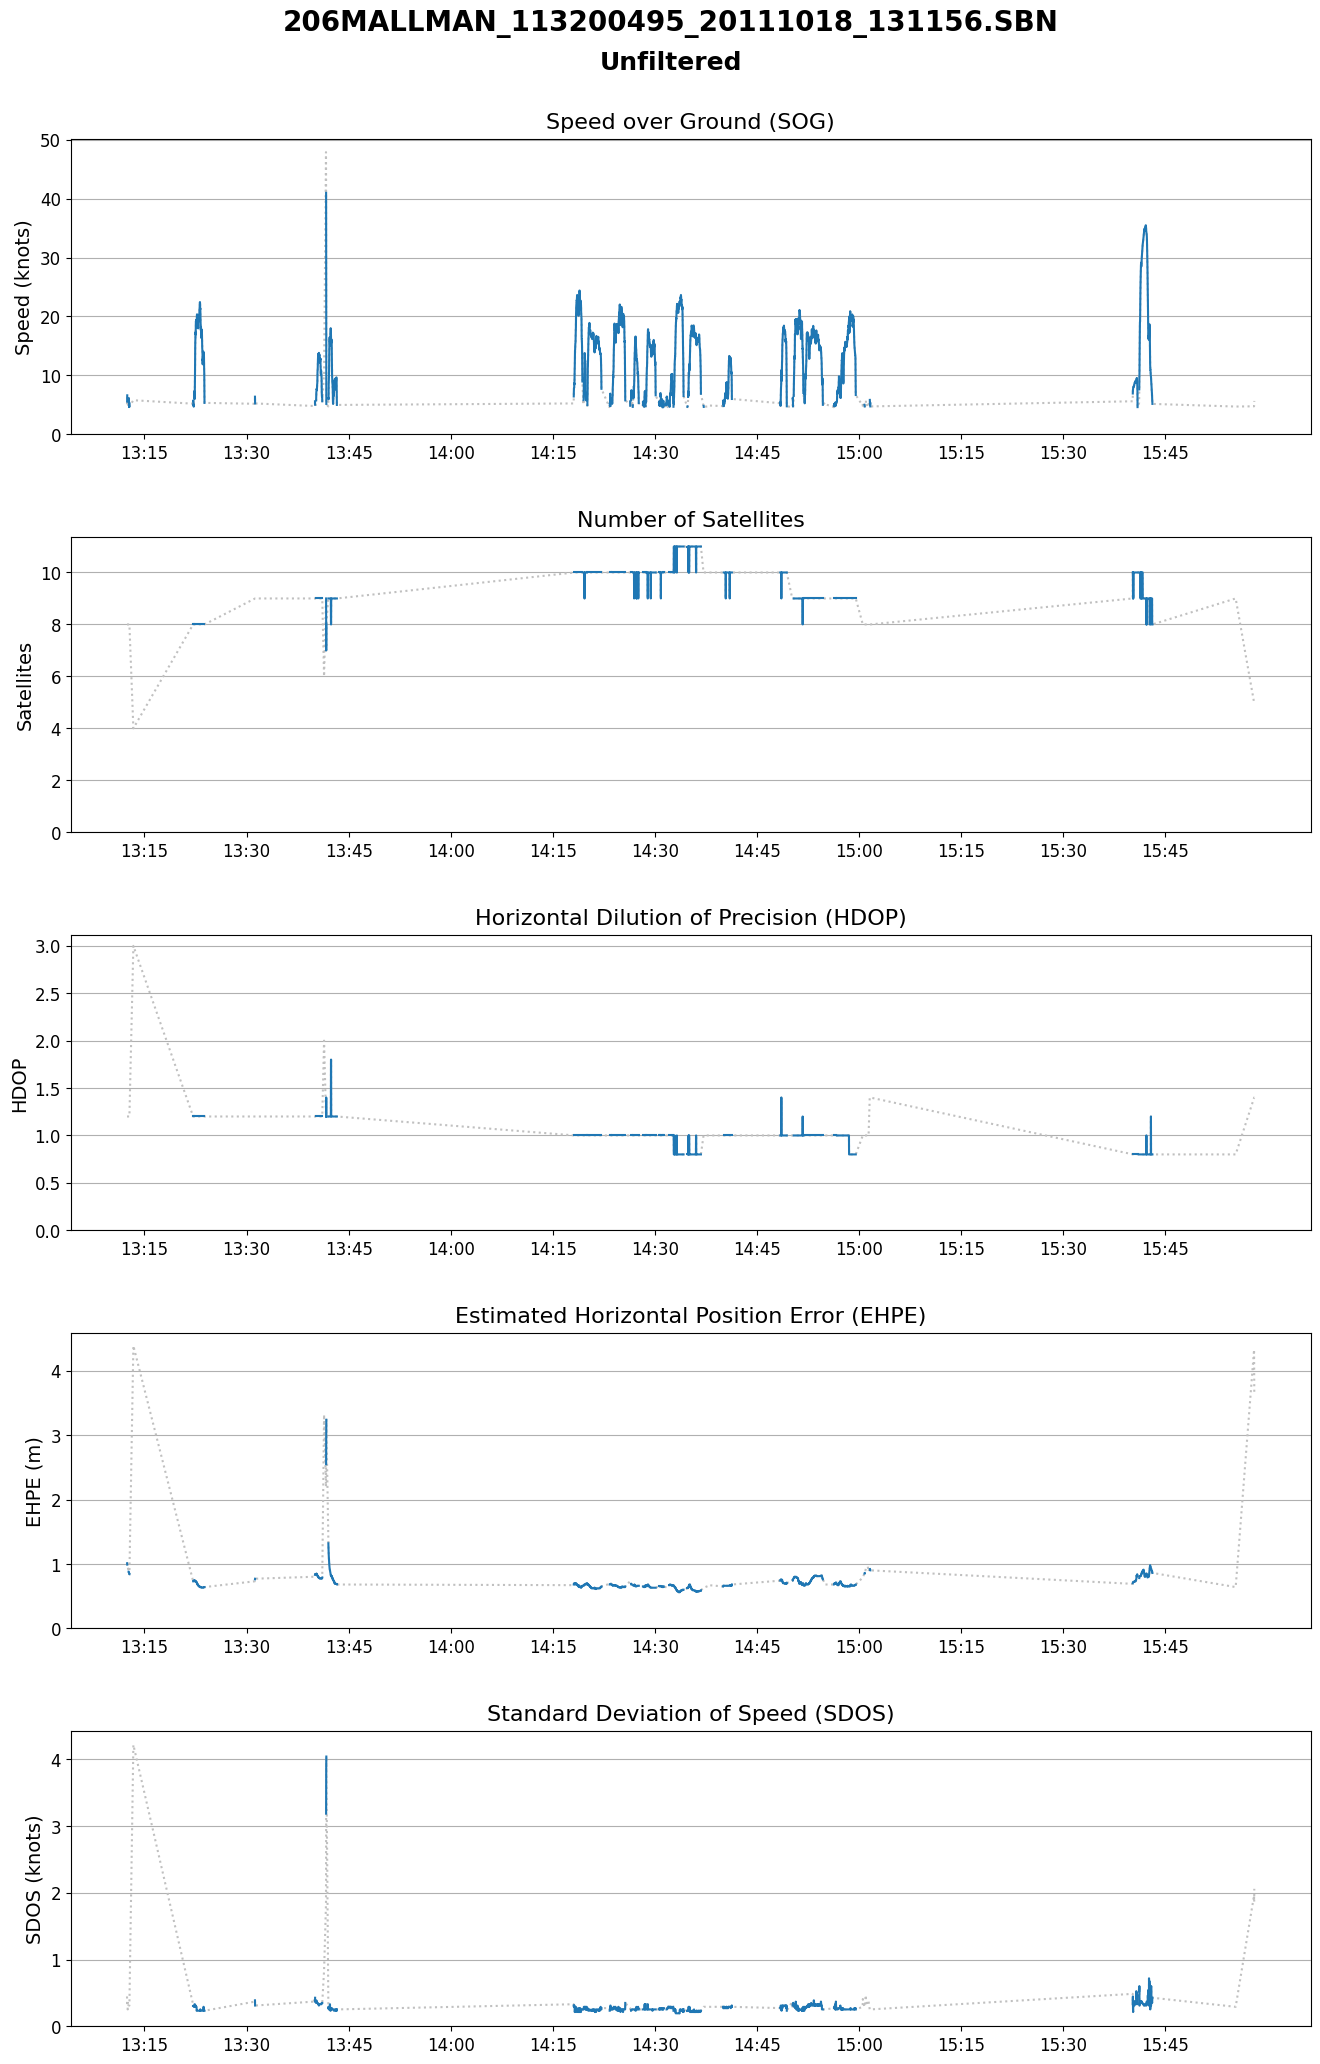 206MALLMAN_113200495_20111018_131156.SBN
Unfiltered
Speed over Ground (SOG)
Speed (knots)
50
40
30
20
10
0
13:15 13:30 13:45 14:00 14:15 14:30 14:45 15:00 15:15 15:30 15:45
Number of Satellites
Satellites
10
8
6
4
2
0
13:15 13:30 13:45 14:00 14:15 14:30 14:45 15:00 15:15 15:30 15:45
Horizontal Dilution of Precision (HDOP)
HDOP
3.0
2.5
2.0
1.5
1.0
0.5
0.0
13:15 13:30 13:45 14:00 14:15 14:30 14:45 15:00 15:15 15:30 15:45
Estimated Horizontal Position Error (EHPE)
EHPE (m)
4
3
2
1
0
13:15 13:30 13:45 14:00 14:15 14:30 14:45 15:00 15:15 15:30 15:45
Standard Deviation of Speed (SDOS)
SDOS (knots)
4
3
2
1
0
13:15 13:30 13:45 14:00 14:15 14:30 14:45 15:00 15:15 15:30 15:45